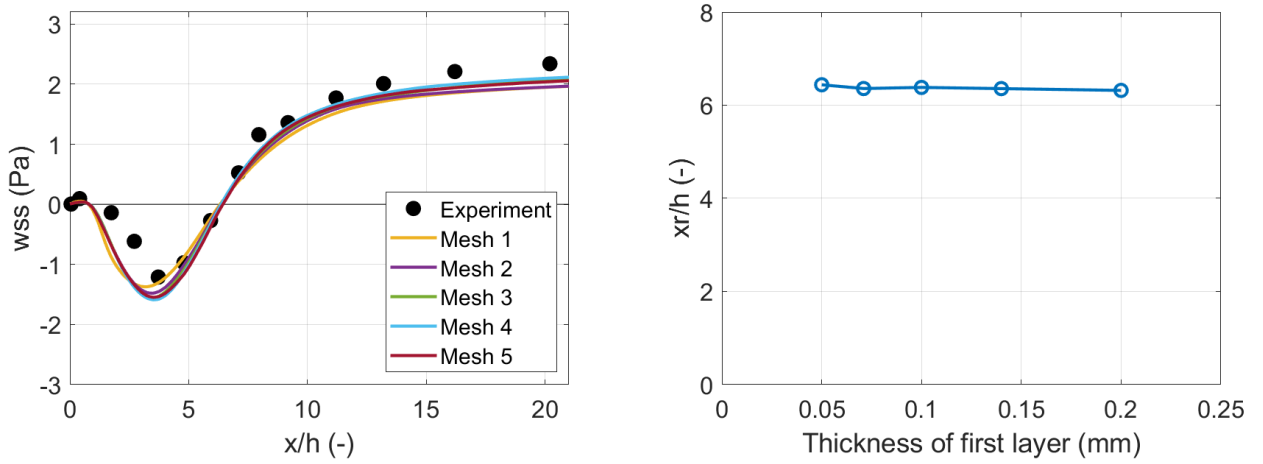 3
2
1
0
-1
-2
-3
wss (Pa)
0
5
10
15
20
x/h (-)
Experiment
Mesh 1
Mesh 2
Mesh 3
Mesh 4
Mesh 5
8
6
4
2
0
xr/h (-)
0
0.05
0.1
0.15
0.2
0.25
Thickness of first layer (mm)